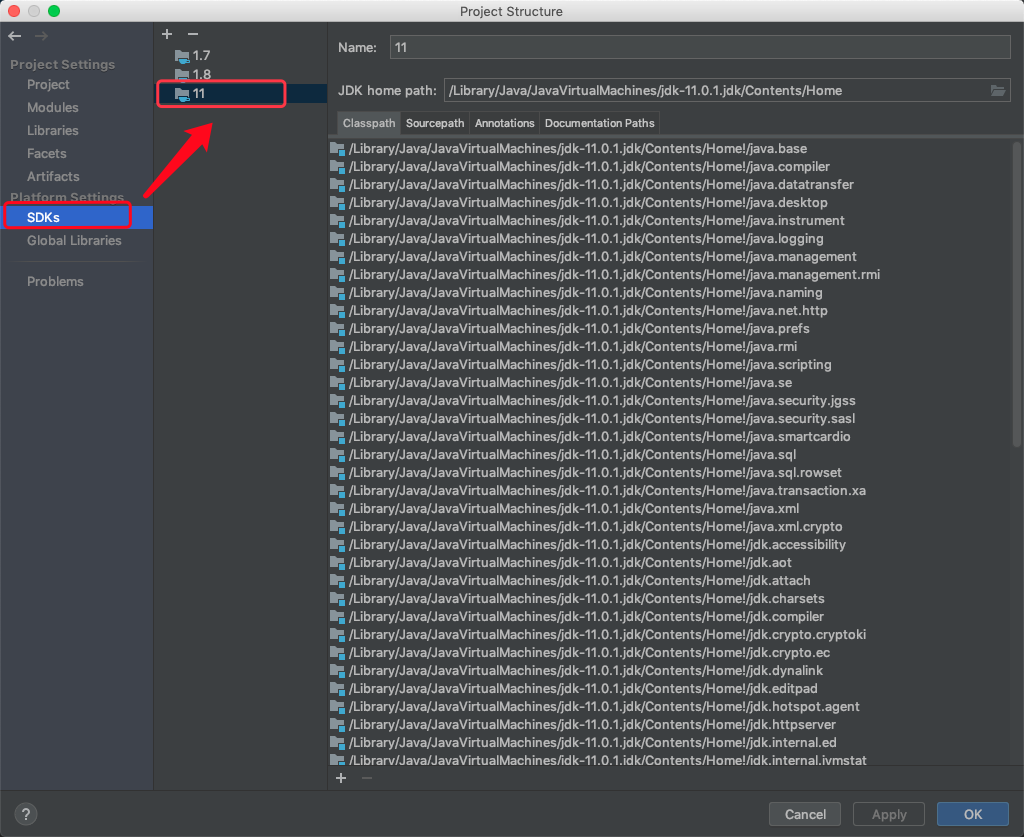 Project Structure
Project Settings
Project
Modules
Libraries
Facets
Artifacts
Platform Settings
SDKs
Global Libraries
Problems
1.7
1.8
11
Name: 11
JDK home path: /Library/Java/JavaVirtualMachines/jdk-11.0.1.jdk/Contents/Home
Classpath Sourcepath Annotations Documentation Paths
/Library/Java/JavaVirtualMachines/jdk-11.0.1.jdk/Contents/Home!/java.base
/Library/Java/JavaVirtualMachines/jdk-11.0.1.jdk/Contents/Home!/java.compiler
/Library/Java/JavaVirtualMachines/jdk-11.0.1.jdk/Contents/Home!/java.datatransfer
/Library/Java/JavaVirtualMachines/jdk-11.0.1.jdk/Contents/Home!/java.desktop
/Library/Java/JavaVirtualMachines/jdk-11.0.1.jdk/Contents/Home!/java.instrument
/Library/Java/JavaVirtualMachines/jdk-11.0.1.jdk/Contents/Home!/java.logging
/Library/Java/JavaVirtualMachines/jdk-11.0.1.jdk/Contents/Home!/java.management
/Library/Java/JavaVirtualMachines/jdk-11.0.1.jdk/Contents/Home!/java.management.rmi
/Library/Java/JavaVirtualMachines/jdk-11.0.1.jdk/Contents/Home!/java.naming
/Library/Java/JavaVirtualMachines/jdk-11.0.1.jdk/Contents/Home!/java.net.http
/Library/Java/JavaVirtualMachines/jdk-11.0.1.jdk/Contents/Home!/java.prefs
/Library/Java/JavaVirtualMachines/jdk-11.0.1.jdk/Contents/Home!/java.rmi
/Library/Java/JavaVirtualMachines/jdk-11.0.1.jdk/Contents/Home!/java.scripting
/Library/Java/JavaVirtualMachines/jdk-11.0.1.jdk/Contents/Home!/java.se
/Library/Java/JavaVirtualMachines/jdk-11.0.1.jdk/Contents/Home!/java.security.jgss
/Library/Java/JavaVirtualMachines/jdk-11.0.1.jdk/Contents/Home!/java.security.sasl
/Library/Java/JavaVirtualMachines/jdk-11.0.1.jdk/Contents/Home!/java.smartcardio
/Library/Java/JavaVirtualMachines/jdk-11.0.1.jdk/Contents/Home!/java.sql
/Library/Java/JavaVirtualMachines/jdk-11.0.1.jdk/Contents/Home!/java.sql.rowset
/Library/Java/JavaVirtualMachines/jdk-11.0.1.jdk/Contents/Home!/java.transaction.xa
/Library/Java/JavaVirtualMachines/jdk-11.0.1.jdk/Contents/Home!/java.xml
/Library/Java/JavaVirtualMachines/jdk-11.0.1.jdk/Contents/Home!/java.xml.crypto
/Library/Java/JavaVirtualMachines/jdk-11.0.1.jdk/Contents/Home!/jdk.accessibility
/Library/Java/JavaVirtualMachines/jdk-11.0.1.jdk/Contents/Home!/jdk.aot
/Library/Java/JavaVirtualMachines/jdk-11.0.1.jdk/Contents/Home!/jdk.attach
/Library/Java/JavaVirtualMachines/jdk-11.0.1.jdk/Contents/Home!/jdk.charsets
/Library/Java/JavaVirtualMachines/jdk-11.0.1.jdk/Contents/Home!/jdk.compiler
/Library/Java/JavaVirtualMachines/jdk-11.0.1.jdk/Contents/Home!/jdk.crypto.cryptoki
/Library/Java/JavaVirtualMachines/jdk-11.0.1.jdk/Contents/Home!/jdk.crypto.ec
/Library/Java/JavaVirtualMachines/jdk-11.0.1.jdk/Contents/Home!/jdk.dynalink
/Library/Java/JavaVirtualMachines/jdk-11.0.1.jdk/Contents/Home!/jdk.editpad
/Library/Java/JavaVirtualMachines/jdk-11.0.1.jdk/Contents/Home!/jdk.hotspot.agent
/Library/Java/JavaVirtualMachines/jdk-11.0.1.jdk/Contents/Home!/jdk.httpserver
/Library/Java/JavaVirtualMachines/jdk-11.0.1.jdk/Contents/Home!/jdk.internal.ed
/Library/Java/JavaVirtualMachines/jdk-11.0.1.jdk/Contents/Home!/jdk.internal.jvmstat
? Cancel Apply OK